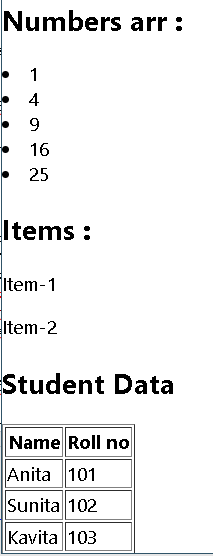 Numbers arr :
1
4
9
16
25
Items :
Item-1
Item-2
Student Data
Name Roll no
Anita 101
Sunita 102
Kavita 103